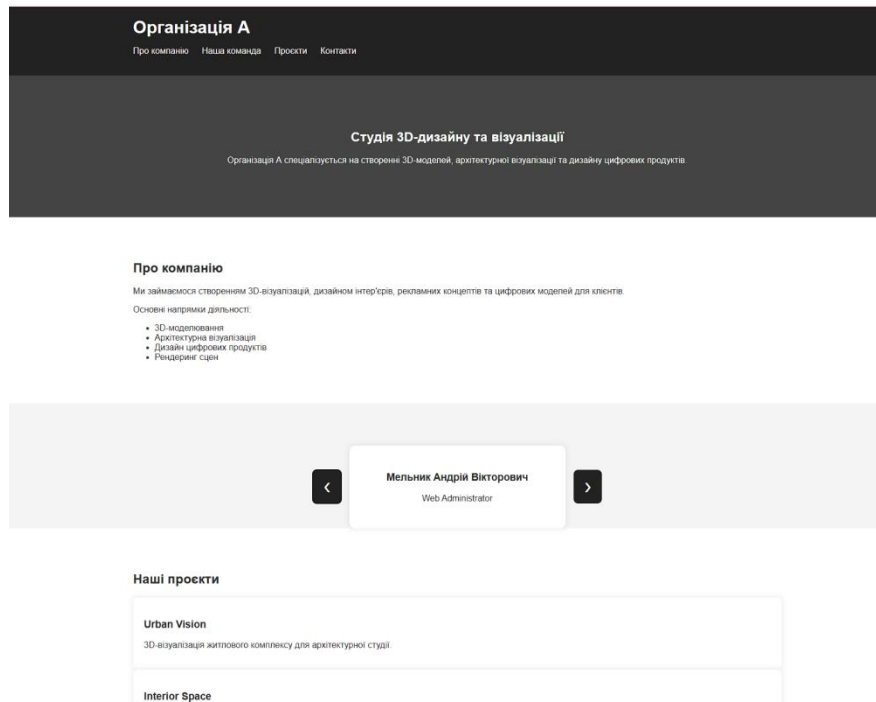 Організація А
Про компанію Наша команда Проєкти Контакти
Студія 3D-дизайну та візуалізації
Організація А спеціалізується на створенні 3D-моделей, архітектурної візуалізації та дизайну цифрових продуктів.
Про компанію
Ми займаємося створенням 3D-візуалізацій, дизайном інтер'єрів, рекламних концептів та цифрових моделей для клієнтів.
Основні напрямки діяльності:
• 3D-моделювання
• Архітектурна візуалізація
• Дизайн цифрових продуктів
• Рендеринг сцен
‹
Мельник Андрій Вікторович
›
Web Administrator
Наші проєкти
Urban Vision
3D-візуалізація житлового комплексу для архітектурної студії.
Interior Space